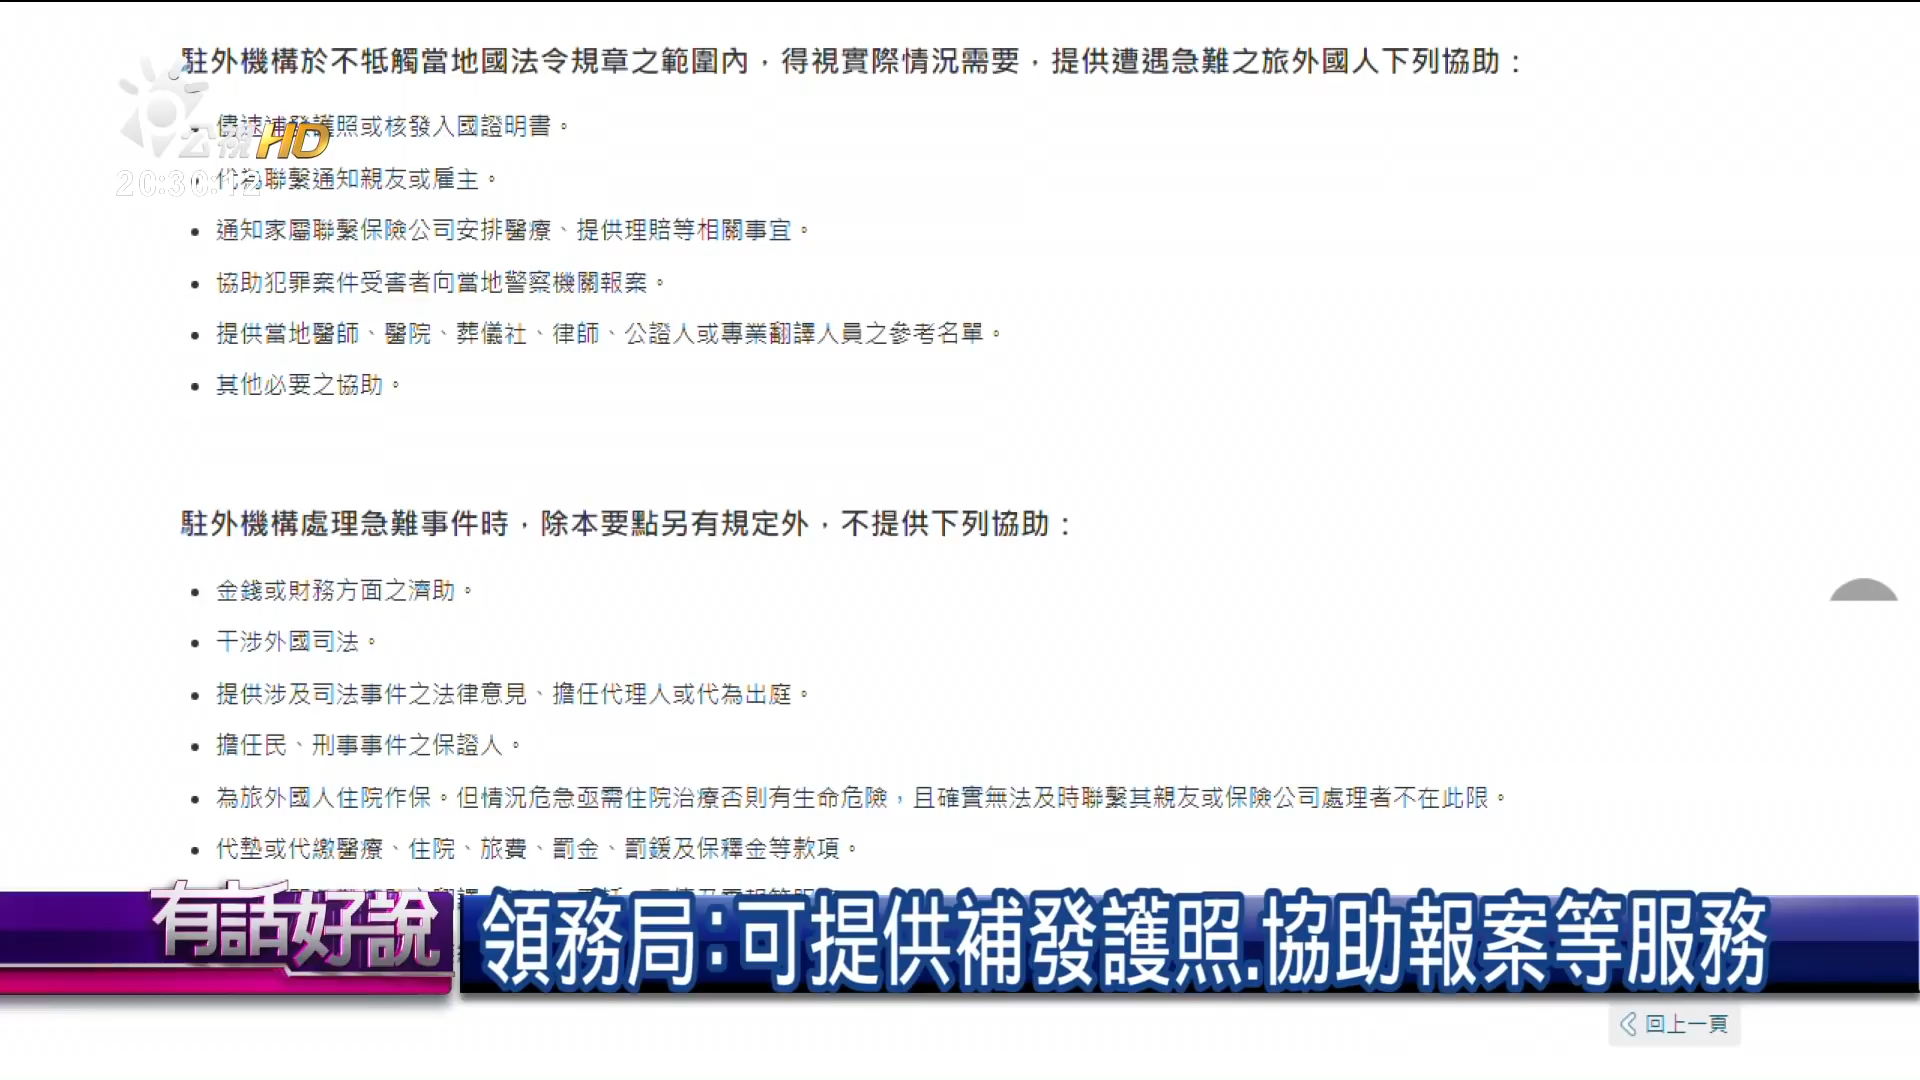 駐外機構於不牴觸當地國法令規章之範圍內，得視實際情況需要，提供遭遇急難之旅外國人下列協助：
儘速補發護照或核發入國證明書。
公視HD
代為聯繫通知親友或雇主。
20:30:12
通知家屬聯繫保險公司安排醫療、提供理賠等相關事宜。
協助犯罪案件受害者向當地警察機關報案。
提供當地醫師、醫院、葬儀社、律師、公證人或專業翻譯人員之參考名單。
其他必要之協助。
駐外機構處理急難事件時，除本要點另有規定外，不提供下列協助：
金錢或財務方面之濟助。
干涉外國司法。
提供涉及司法事件之法律意見、擔任代理人或代為出庭。
擔任民、刑事事件之保證人。
為旅外國人住院作保。但情況危急亟需住院治療否則有生命危險，且確實無法及時聯繫其親友或保險公司處理者不在此限。
代墊或代繳醫療、住院、旅費、罰金、罰鍰及保釋金等款項。
有話好說
領務局:可提供補發護照.協助報案等服務
回上一頁